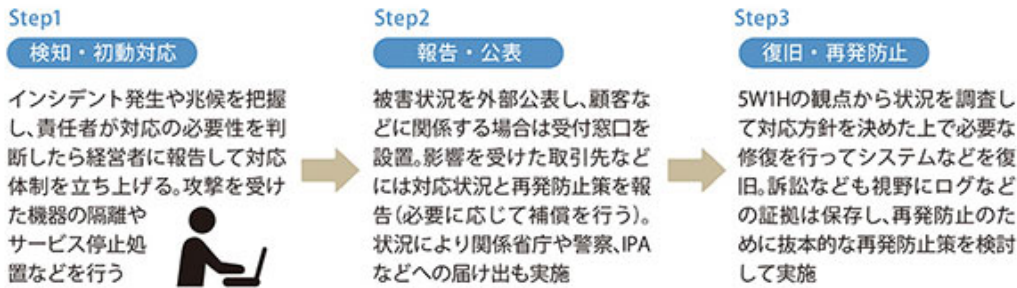 Step1
検知・初動対応
インシデント発生や兆候を把握
し、責任者が対応の必要性を判
断したら経営者に報告して対応
体制を立ち上げる。攻撃を受け
た機器の隔離や
サービス停止処
置などを行う
Step2
報告・公表
被害状況を外部公表し、顧客な
どに関係する場合は受付窓口を
設置。影響を受けた取引先など
には対応状況と再発防止策を報
告（必要に応じて補償を行う）。
状況により関係省庁や警察、IPA
などへの届け出も実施
Step3
復旧・再発防止
5W1Hの観点から状況を調査し
て対応方針を決めた上で必要な
修復を行ってシステムなどを復
旧。訴訟なども視野にログなど
の証拠は保存し、再発防止のた
めに抜本的な再発防止策を検討
して実施